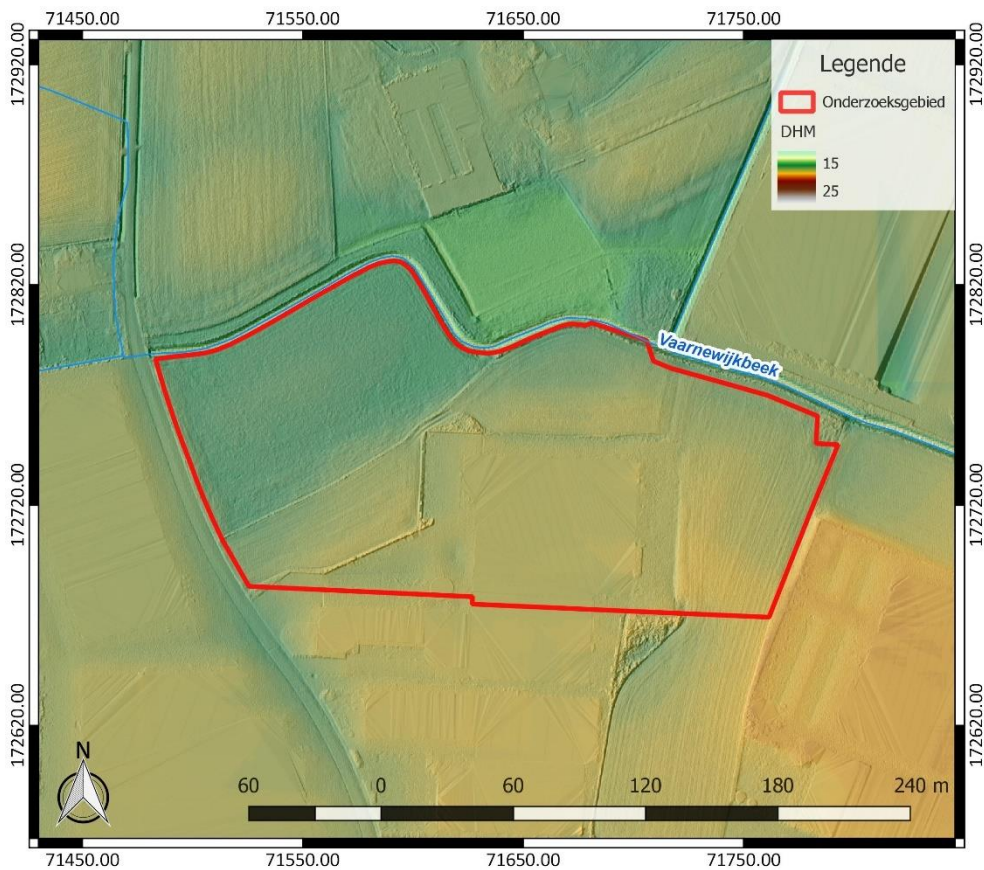 71450.00 71550.00 71650.00 71750.00
172920.00 172920.00
Legende
Onderzoeksgebied
DHM
15
25
172820.00 172820.00
Vaarnewijkbeek
172720.00 172720.00
172620.00 172620.00
N
60 0 60 120 180 240 m
71450.00 71550.00 71650.00 71750.00